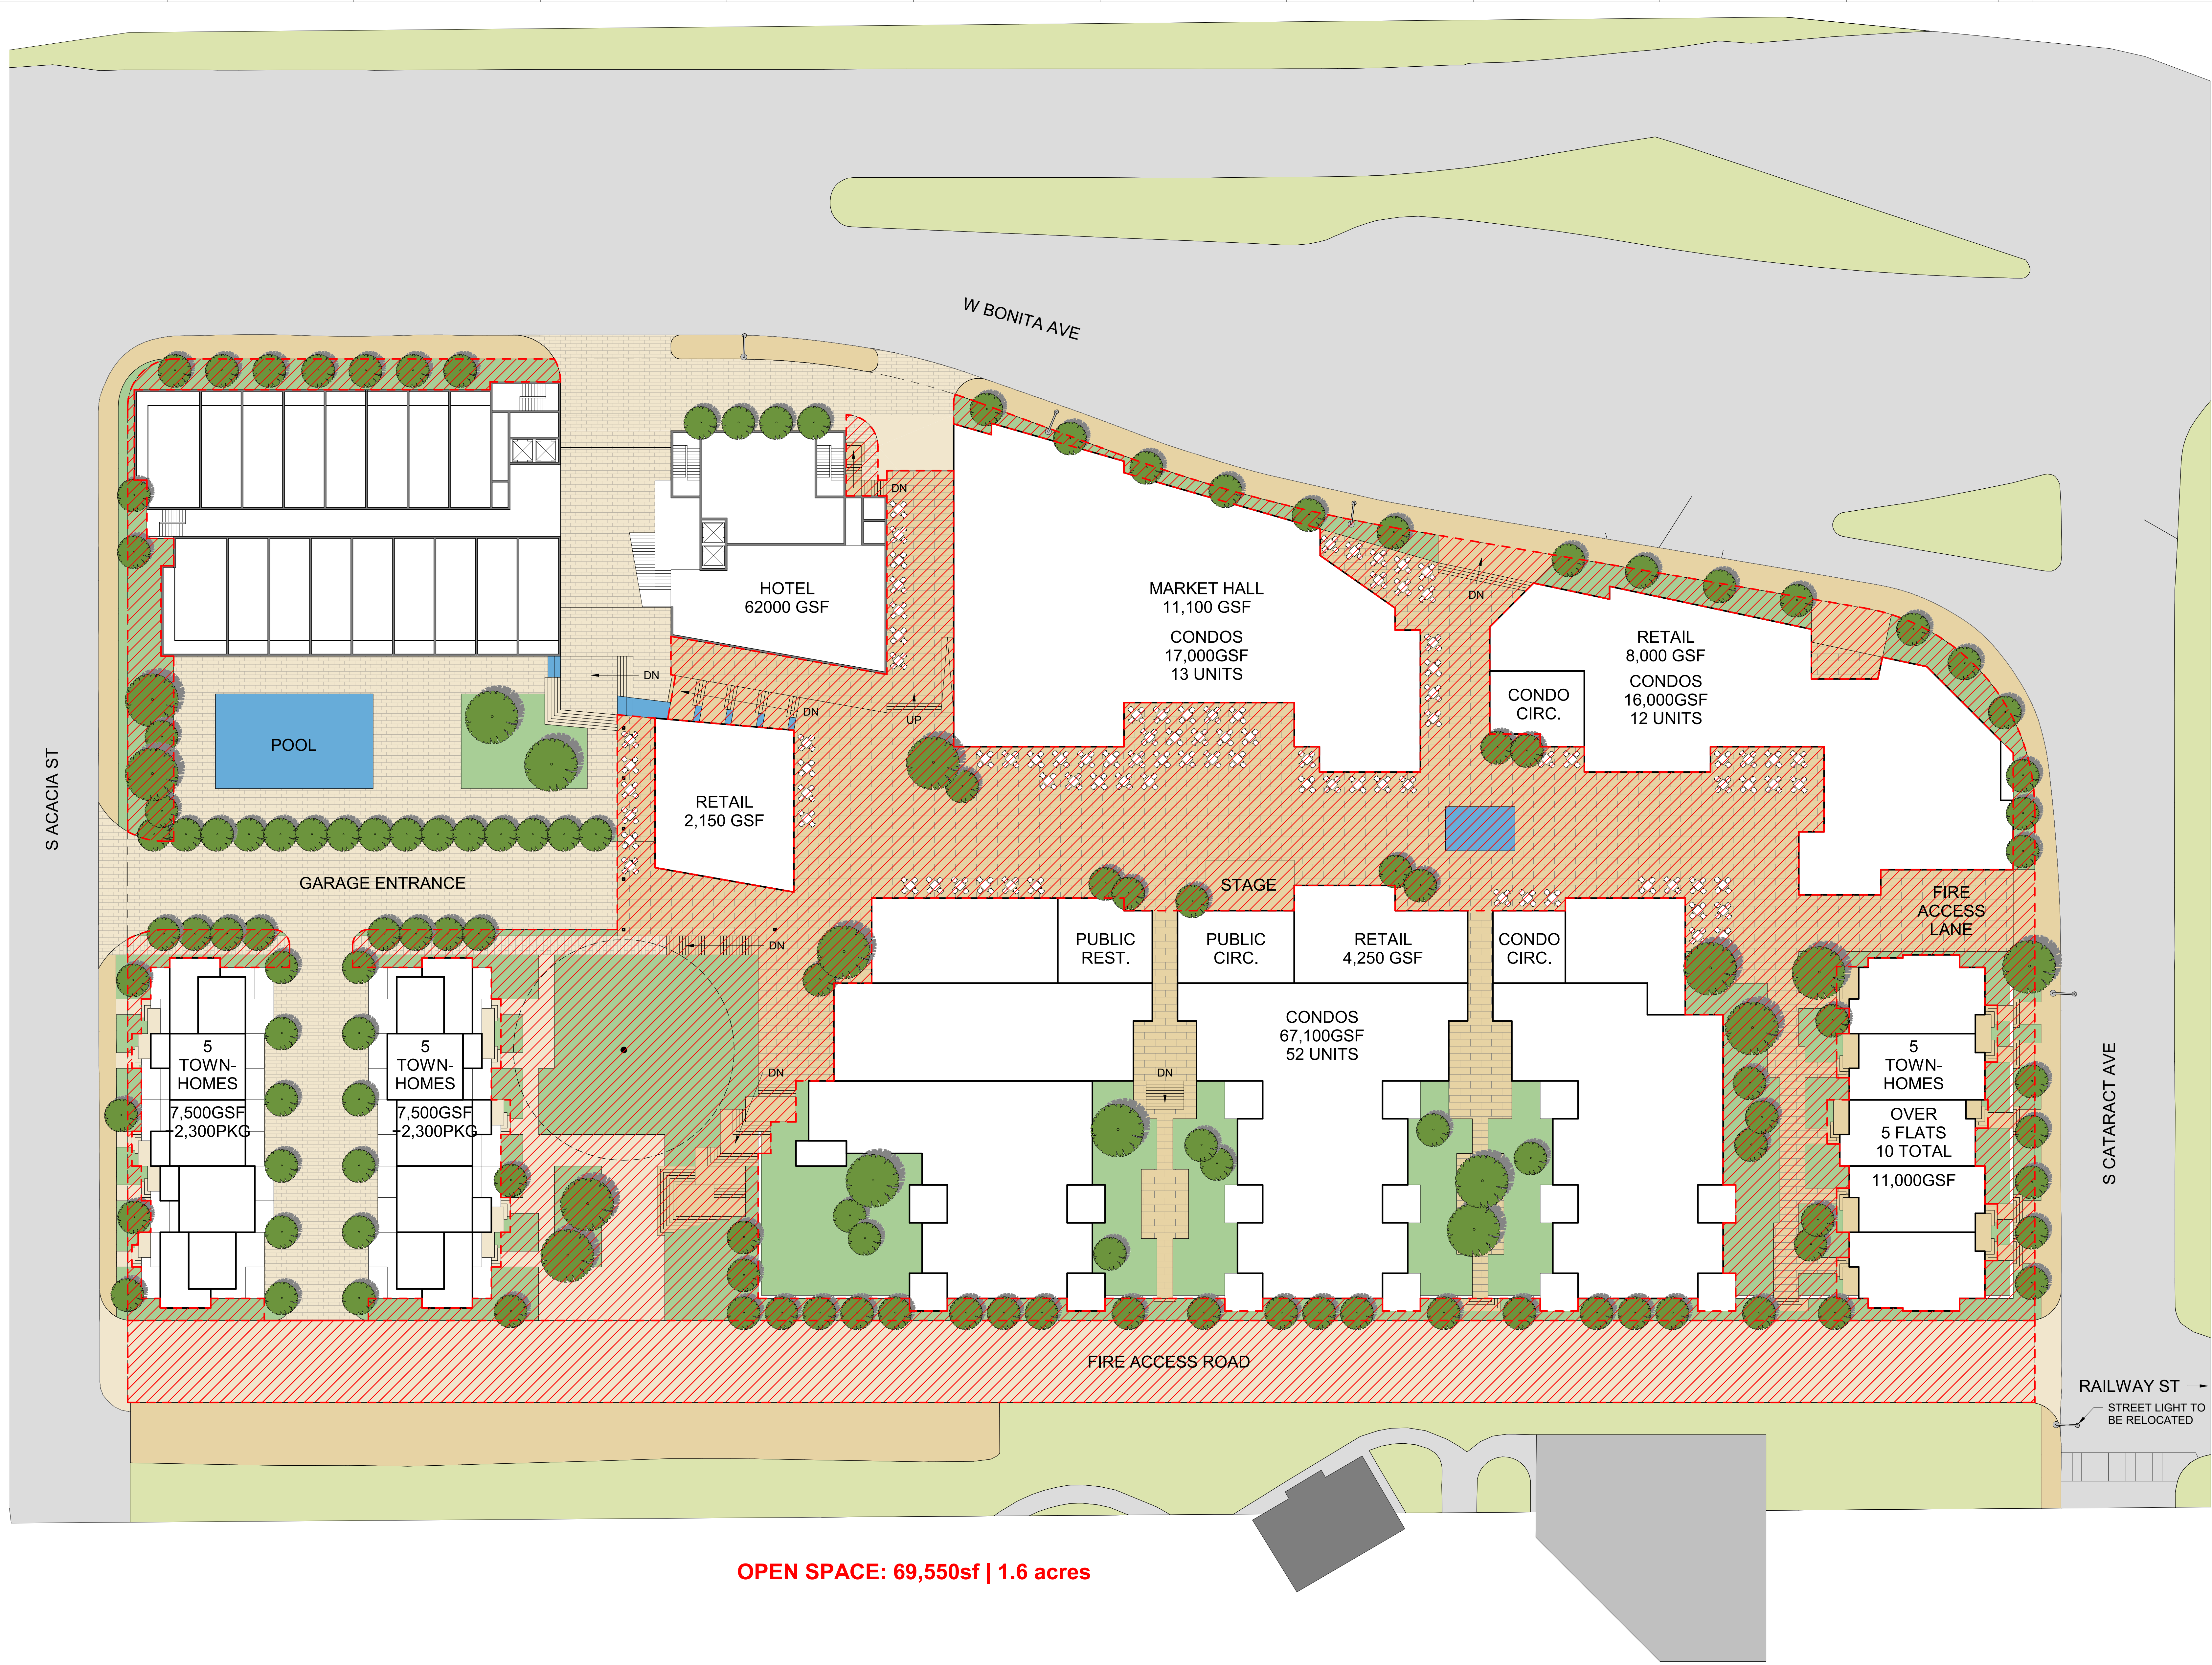 W BONITA AVE
HOTEL
62000 GSF
DN
MARKET HALL
11,100 GSF
CONDOS
17,000GSF
13 UNITS
DN
RETAIL
8,000 GSF
CONDOS
16,000GSF
12 UNITS
CONDO
CIRC.
DN
DN
UP
POOL
S ACACIA ST
RETAIL
2,150 GSF
GARAGE ENTRANCE
STAGE
FIRE
ACCESS
LANE
DN
PUBLIC
REST.
PUBLIC
CIRC.
RETAIL
4,250 GSF
CONDO
CIRC.
CONDOS
67,100GSF
52 UNITS
5
TOWN-
HOMES
7,500GSF
+2,300PKG
5
TOWN-
HOMES
7,500GSF
+2,300PKG
DN
DN
5
TOWN-
HOMES
OVER
5 FLATS
10 TOTAL
11,000GSF
S CATARACT AVE
FIRE ACCESS ROAD
RAILWAY ST
STREET LIGHT TO
BE RELOCATED
OPEN SPACE: 69,550sf | 1.6 acres